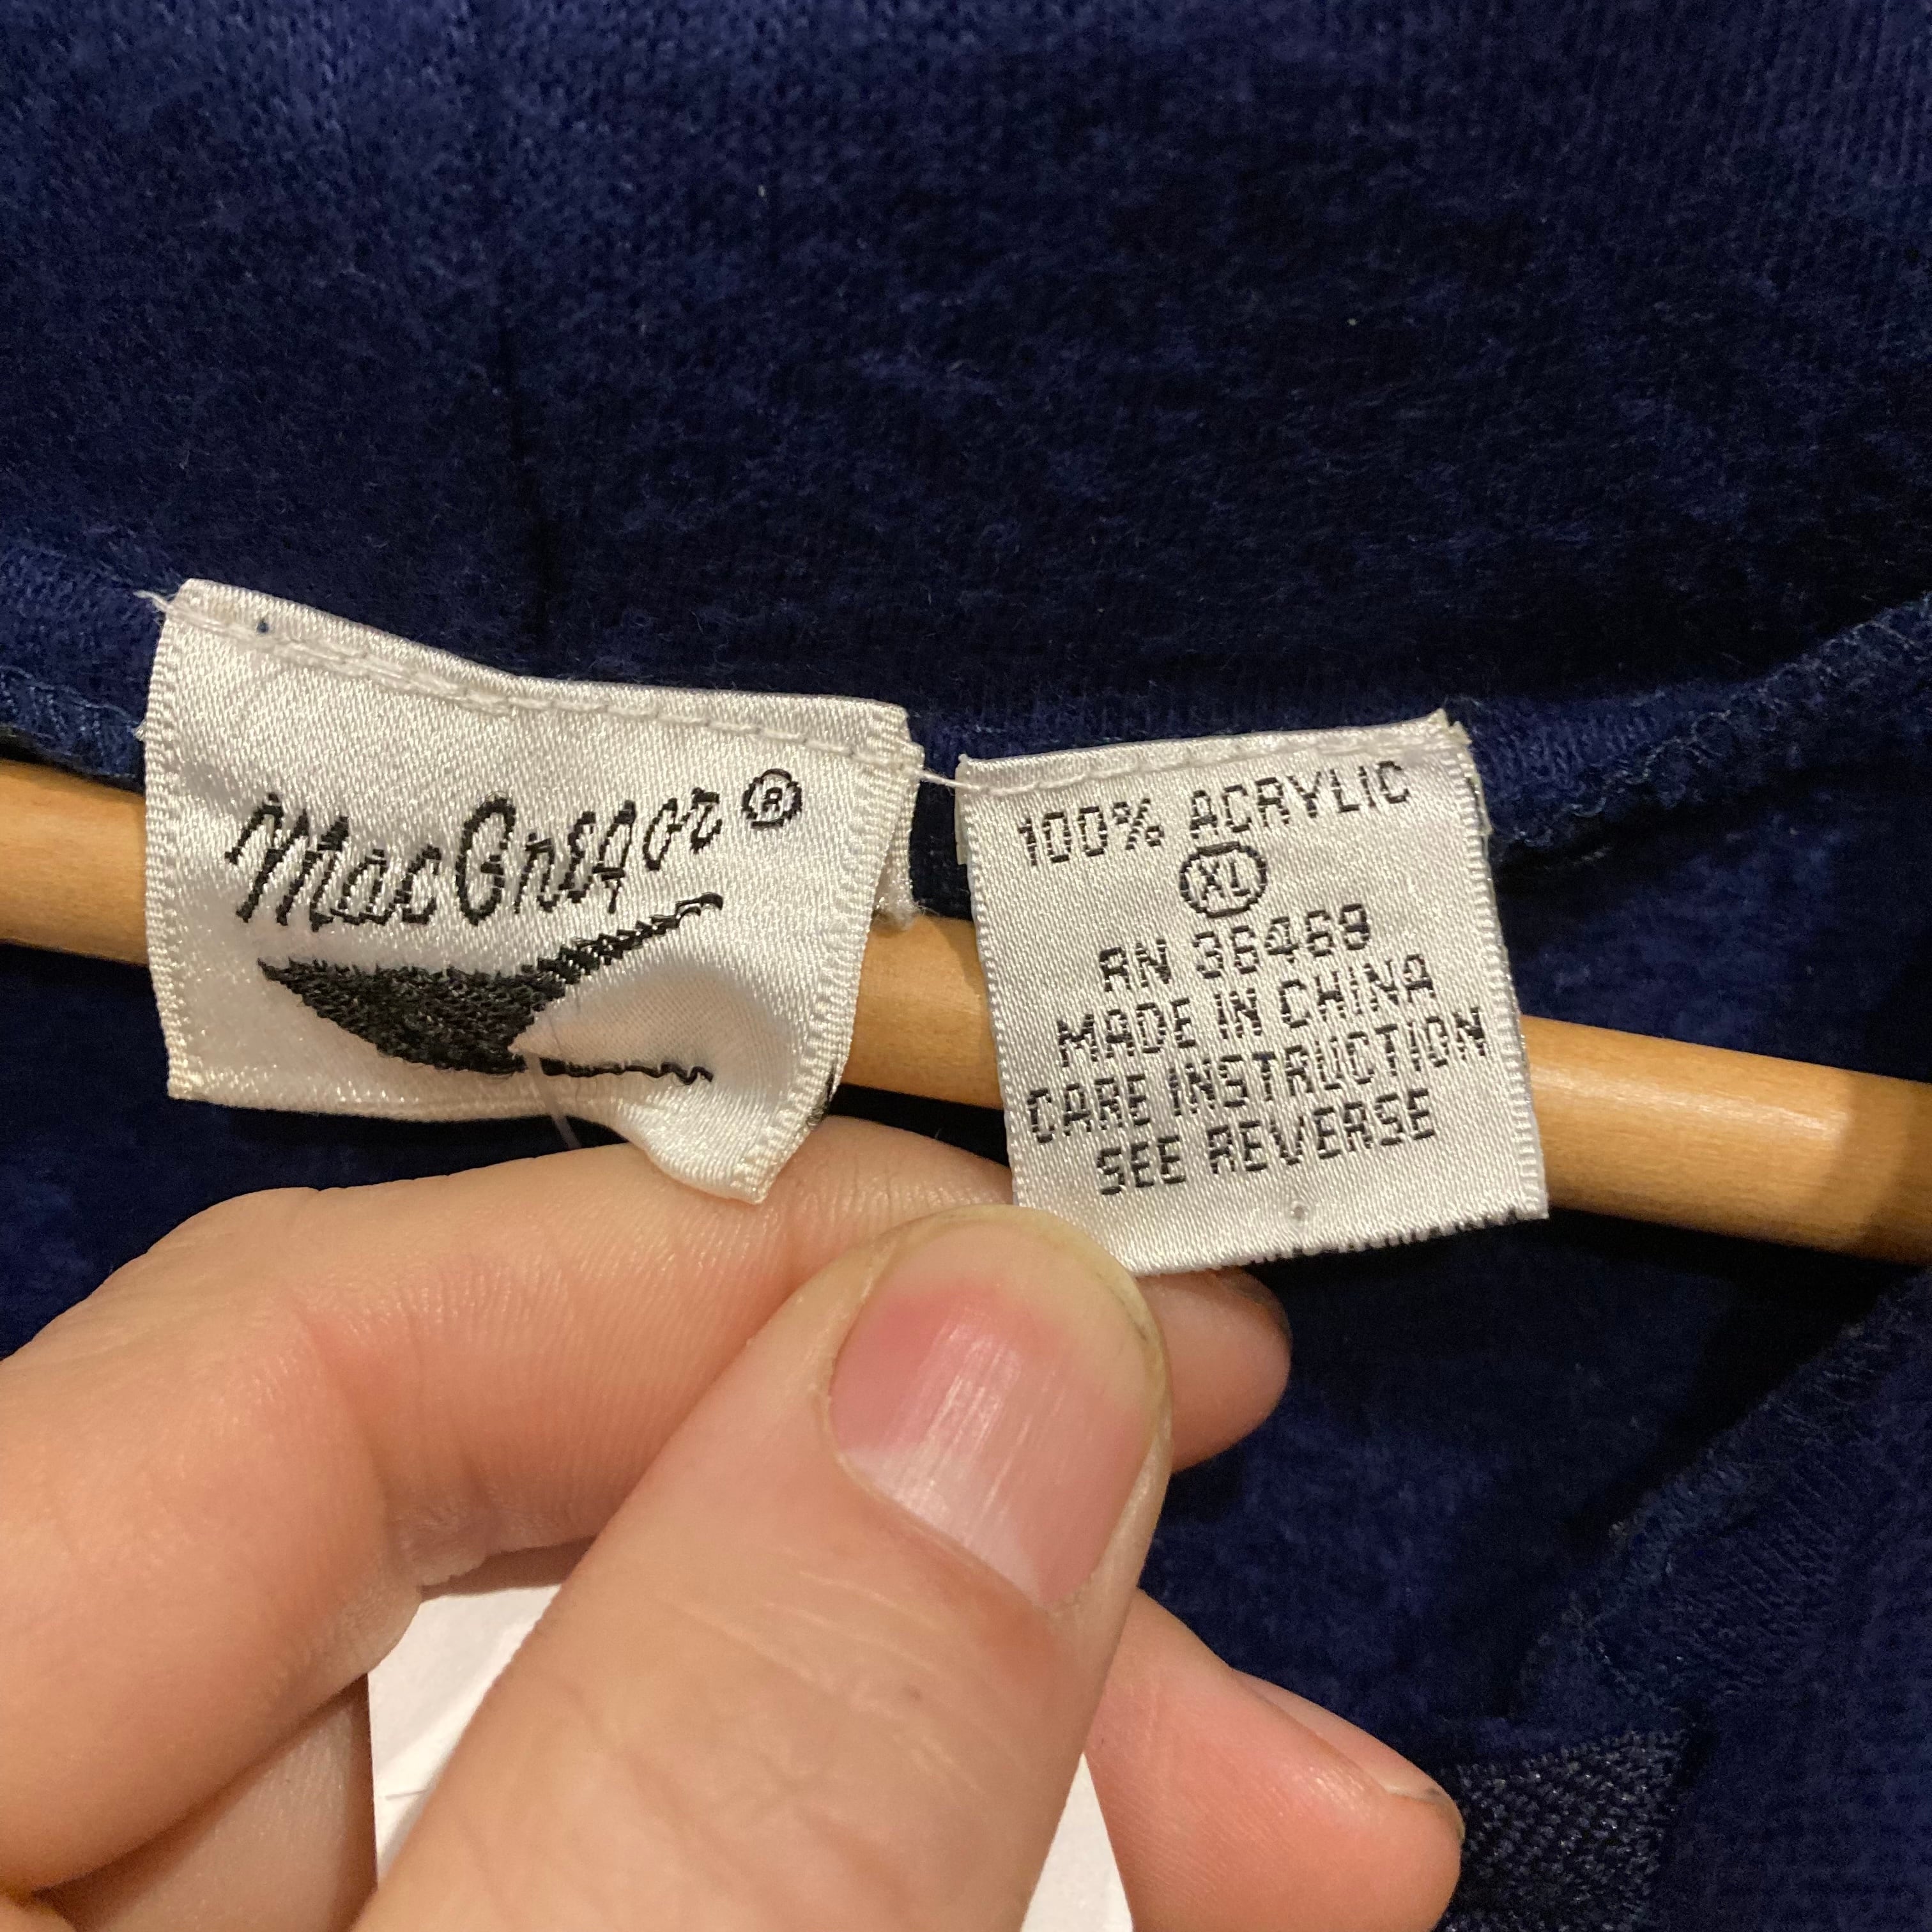 MacGregor®
100% ACRYLIC
XL
RN 36469
MADE IN CHINA
CARE INSTRUCTION
SEE REVERSE